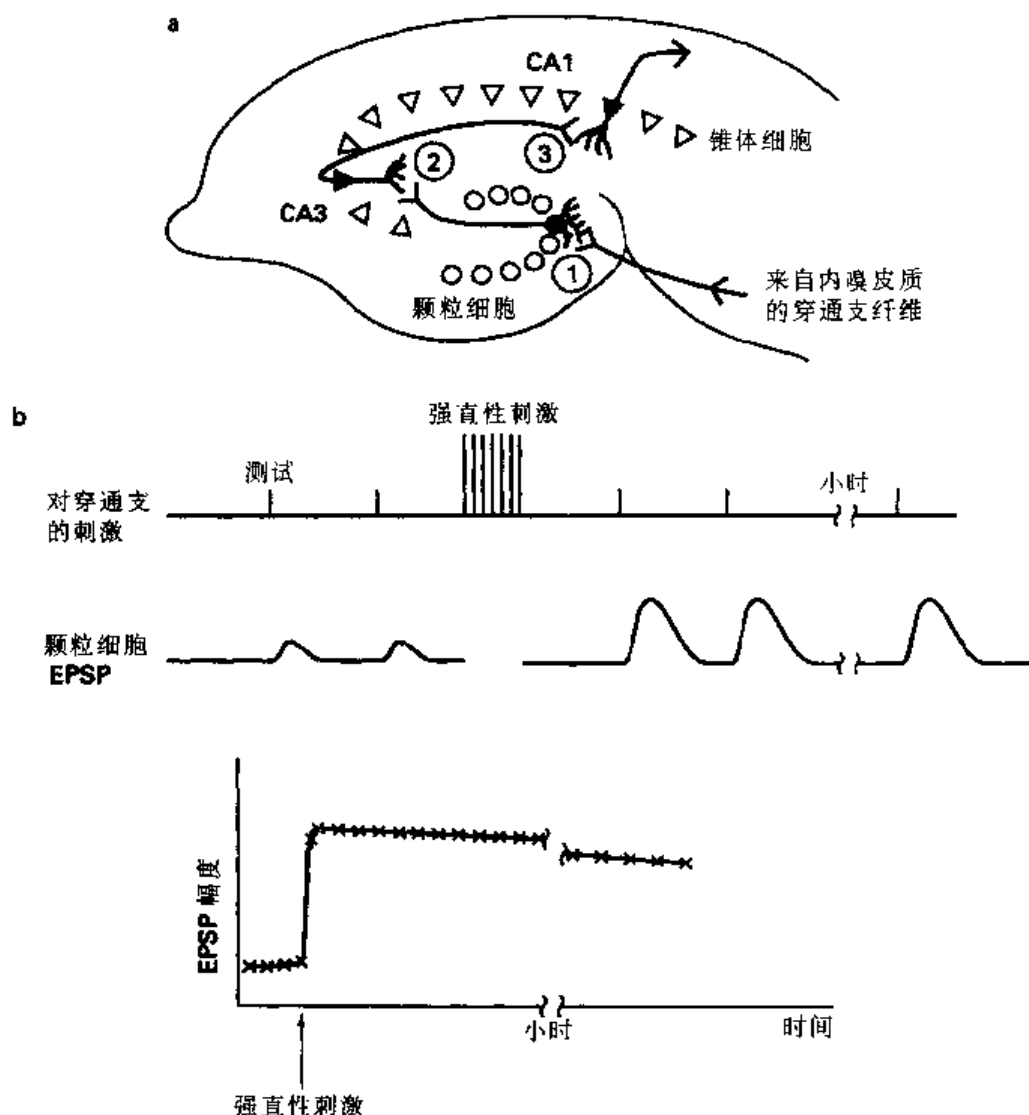 a
CA1
锥体细胞
②
③
CA3
①
颗粒细胞
来自内嗅皮质
的穿通支纤维
b
强直性刺激
测试
小时
对穿通支
的刺激
颗粒细胞
EPSP
EPSP 幅度
小时
时间
强直性刺激